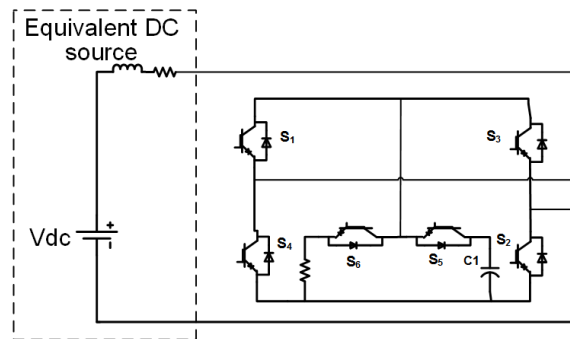 Equivalent DC
source
Vdc
+
S1
S3
S4
S6
S5
C1
S2